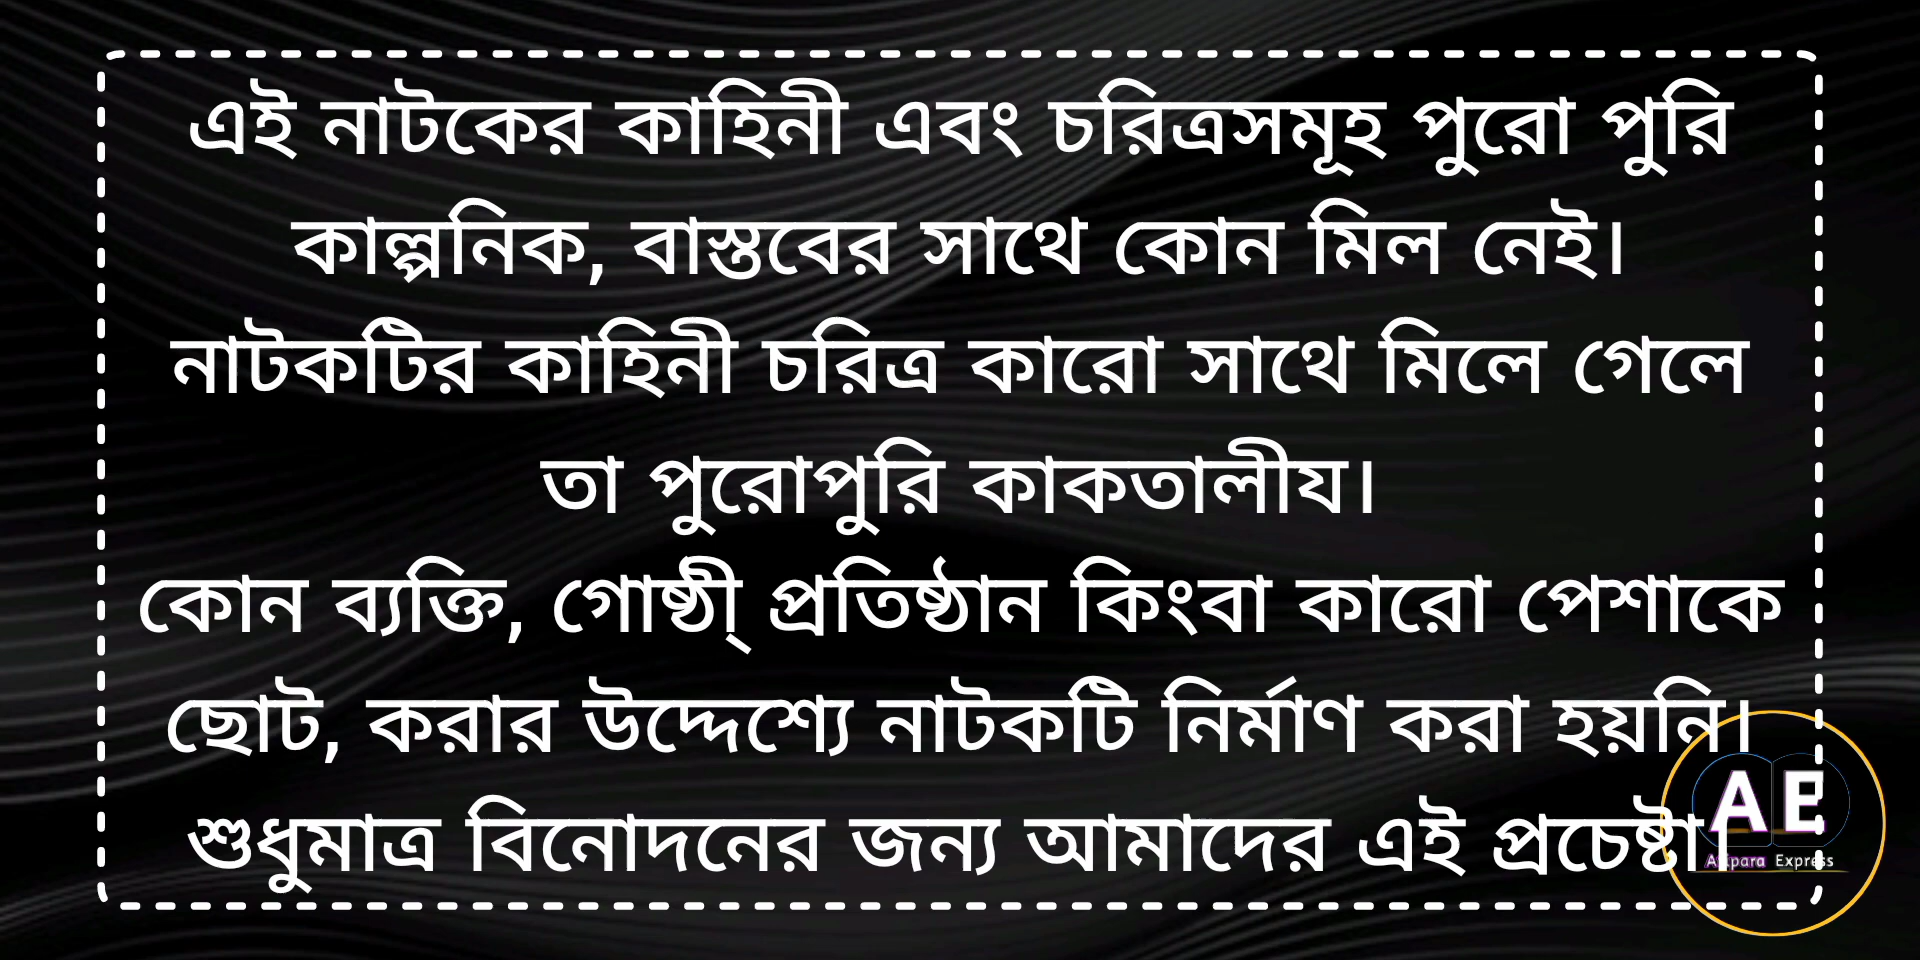 এই নাটকের কাহিনী এবং চরিত্রসমূহ পুরো পুরি
কাল্পনিক, বাস্তবের সাথে কোন মিল নেই।
নাটকটির কাহিনী চরিত্র কারো সাথে মিলে গেলে
তা পুরোপুরি কাকতালীয।
কোন ব্যক্তি, গোষ্ঠী্ প্রতিষ্ঠান কিংবা কারো পেশাকে
ছোট, করার উদ্দেশ্যে নাটকটি নির্মাণ করা হয়নি।
শুধুমাত্র বিনোদনের জন্য আমাদের এই প্রচেষ্টা।
AE
Express